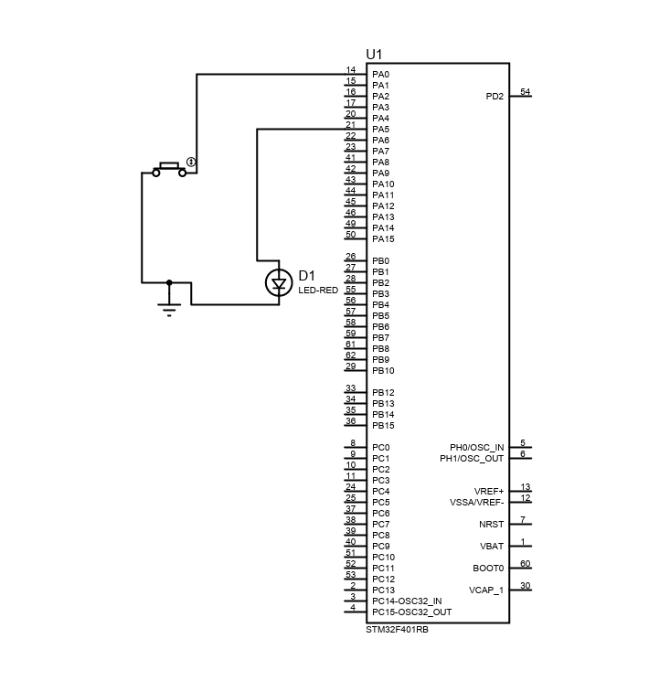 U1
14 PA0
15 PA1
16 PA2
PD2 54
17 PA3
20 PA4
21 PA5
22 PA6
23 PA7
41 PA8
42 PA9
43 PA10
44 PA11
45 PA12
46 PA13
49 PA14
50 PA15
26 PB0
27 PB1
28 PB2
55 PB3
56 PB4
57 PB5
58 PB6
59 PB7
61 PB8
62 PB9
29 PB10
D1
LED-RED
33 PB12
34 PB13
35 PB14
36 PB15
8 PC0
PH0/OSC_IN 5
9 PC1
PH1/OSC_OUT 6
10 PC2
11 PC3
24 PC4
VREF+ 13
25 PC5
VSSA/VREF- 12
37 PC6
38 PC7
NRST 7
39 PC8
40 PC9
VBAT 1
51 PC10
52 PC11
BOOT0 60
53 PC12
2 PC13
VCAP_1 30
3 PC14-OSC32_IN
4 PC15-OSC32_OUT
STM32F401RB